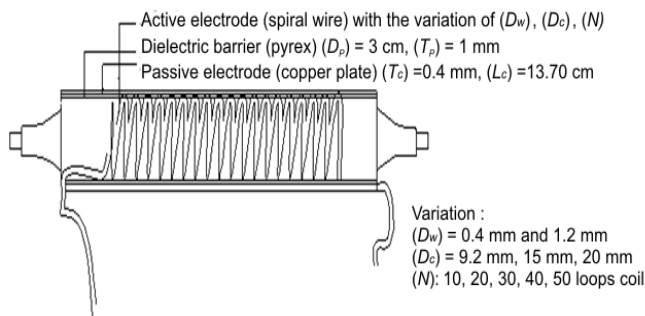 Active electrode (spiral wire) with the variation of (Dw), (Dc), (N)
Dielectric barrier (pyrex) (Dp) = 3 cm, (Tp) = 1 mm
Passive electrode (copper plate) (Tc) =0.4 mm, (Lc) =13.70 cm
Variation :
(Dw) = 0.4 mm and 1.2 mm
(Dc) = 9.2 mm, 15 mm, 20 mm
(N): 10, 20, 30, 40, 50 loops coil